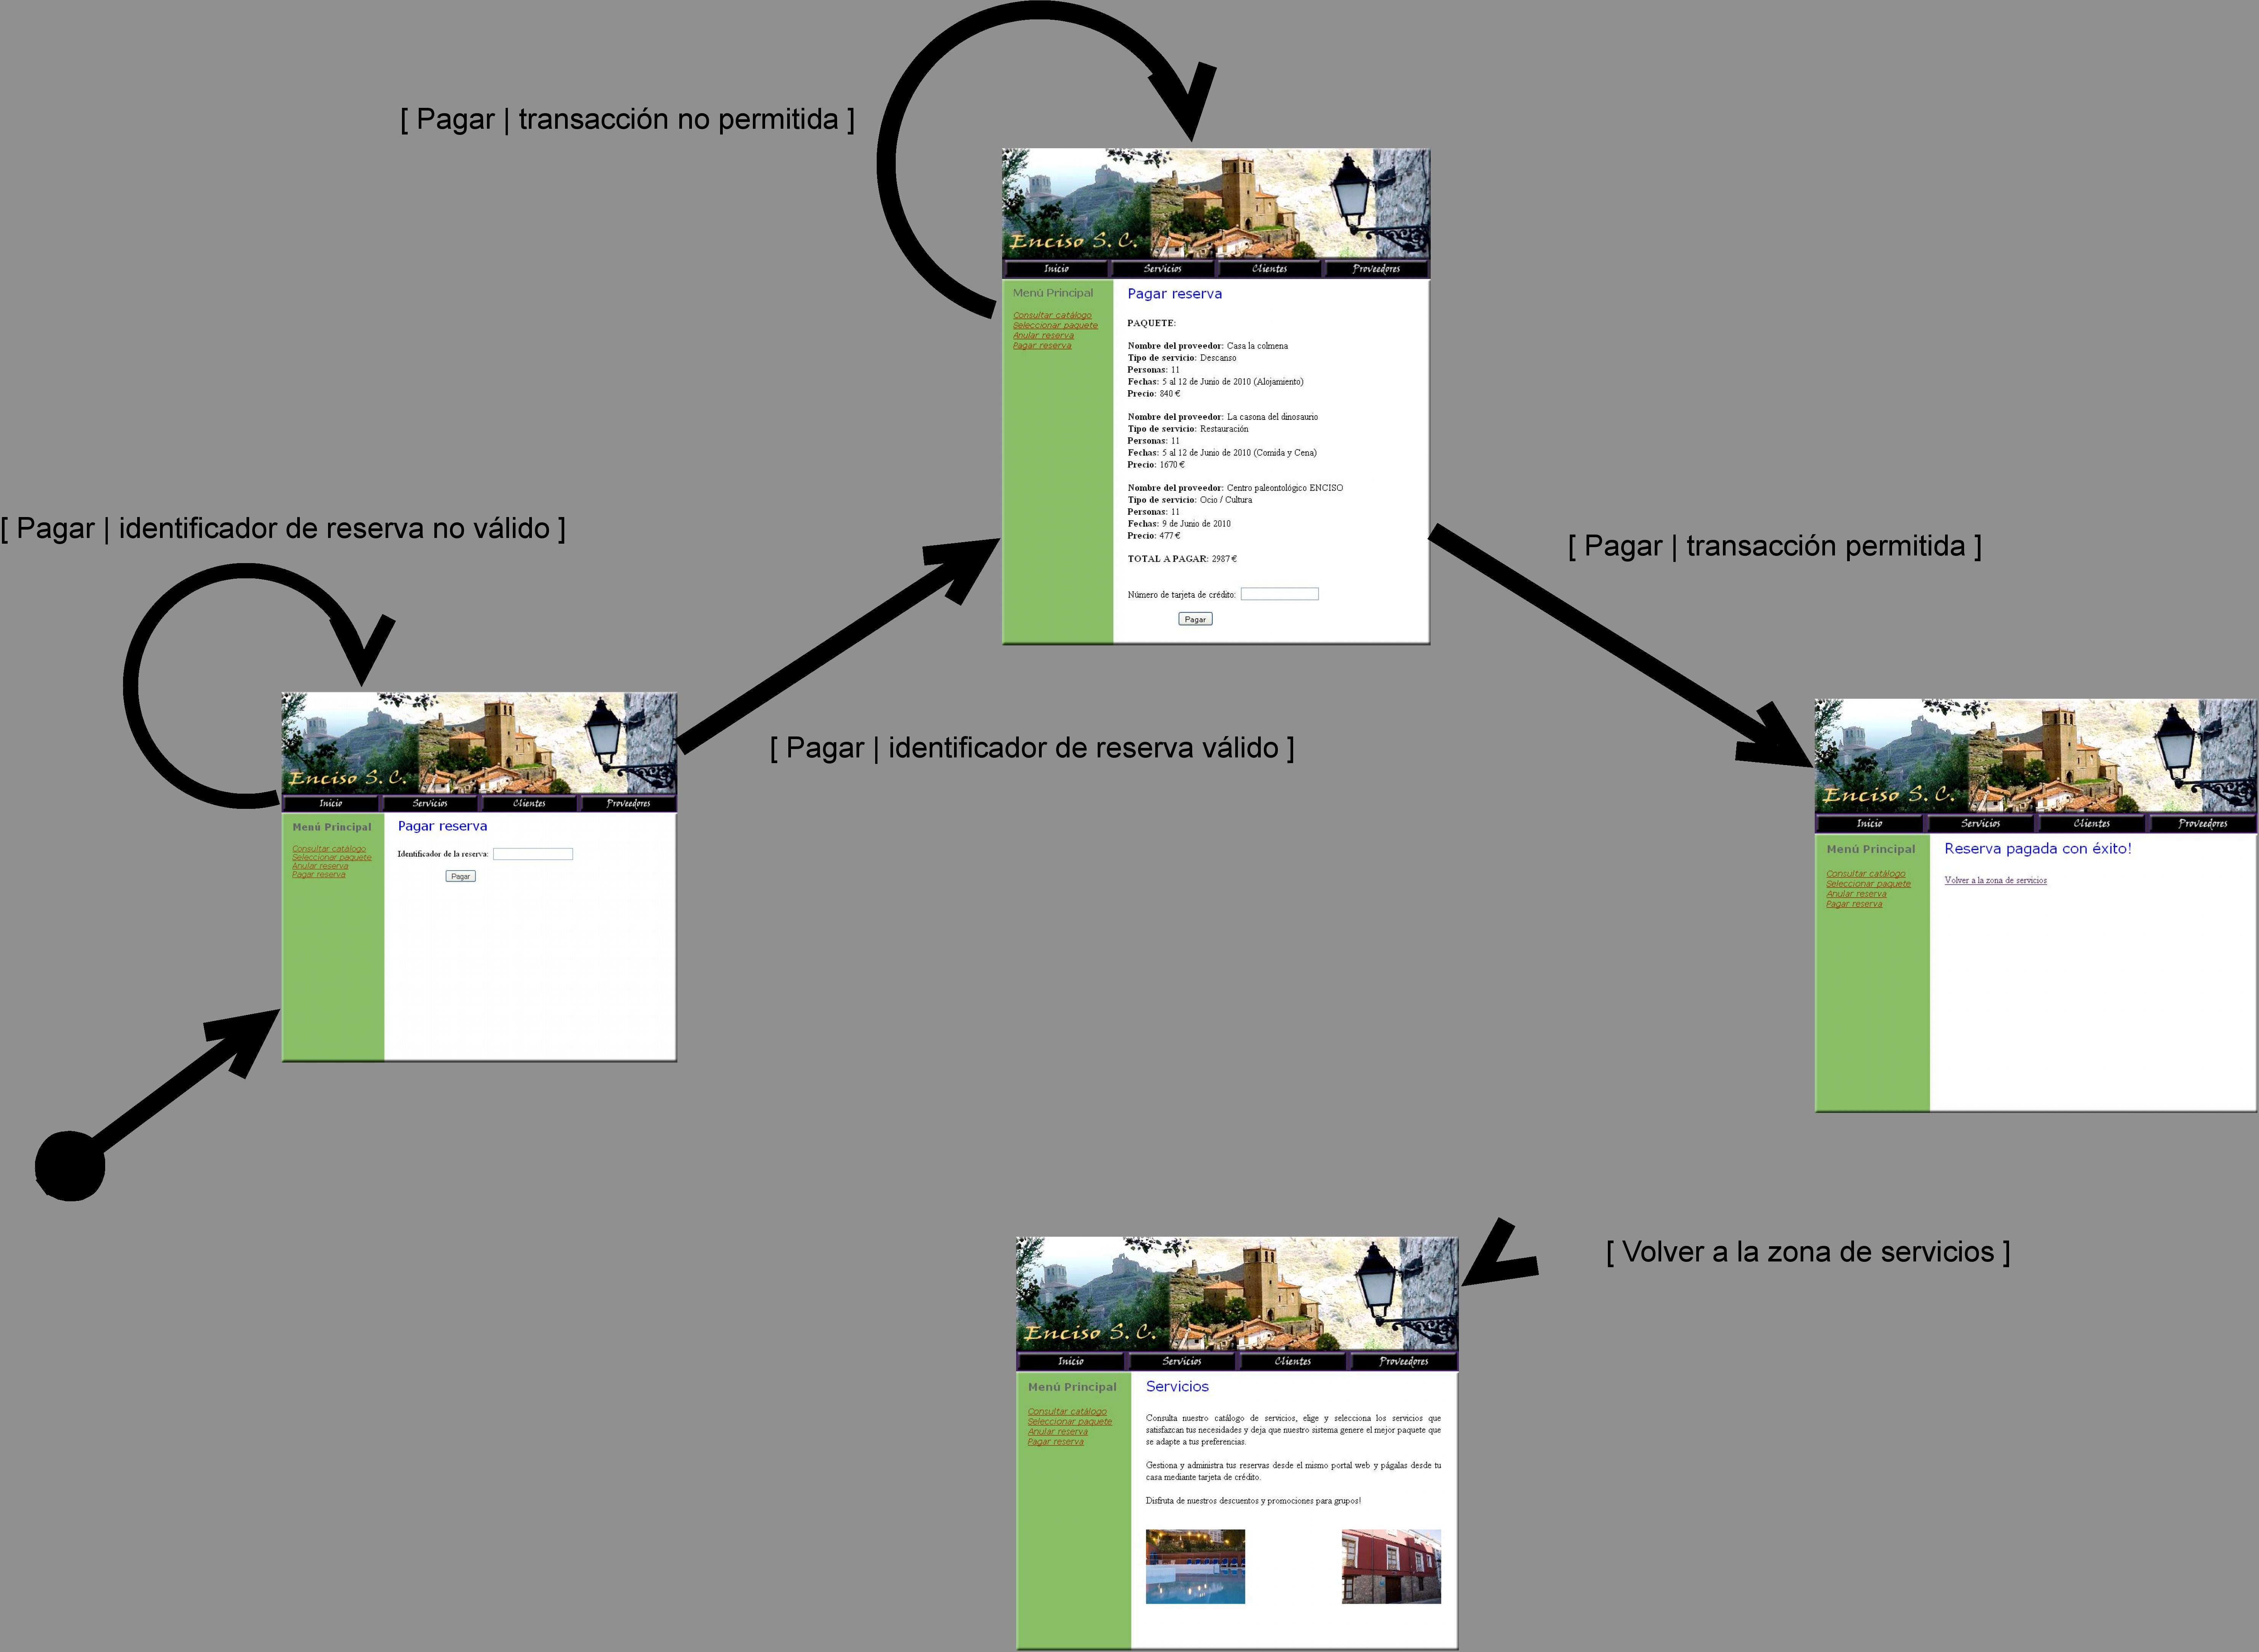 [ Pagar | transacción no permitida ]
Enciso S. C.
Inicio Servicios Clientes Proveedores
Menú Principal
Consultar catálogo
Seleccionar paquete
Anular reserva
Pagar reserva
Pagar reserva
PAQUETE:
Nombre del proveedor: Casa la colmena
Tipo de servicio: Descanso
Personas: 11
Fechas: 5 al 12 de Junio de 2010 (Alojamiento)
Precio: 840 €
Nombre del proveedor: La casona del dinosaurio
Tipo de servicio: Restauración
Personas: 11
Fechas: 5 al 12 de Junio de 2010 (Comida y Cena)
Precio: 1670 €
Nombre del proveedor: Centro paleontológico ENCISO
Tipo de servicio: Ocio / Cultura
Personas: 11
Fechas: 9 de Junio de 2010
Precio: 477 €
TOTAL A PAGAR: 2987 €
Número de tarjeta de crédito:
Pagar
[ Pagar | identificador de reserva no válido ]
[ Pagar | transacción permitida ]
[ Pagar | identificador de reserva válido ]
Enciso S. C.
Inicio Servicios Clientes Proveedores
Menú Principal
Consultar catálogo
Seleccionar paquete
Anular reserva
Pagar reserva
Pagar reserva
Identificador de la reserva:
Pagar
Enciso S. C.
Inicio Servicios Clientes Proveedores
Menú Principal
Consultar catálogo
Seleccionar paquete
Anular reserva
Pagar reserva
Reserva pagada con éxito!
Volver a la zona de servicios
[ Volver a la zona de servicios ]
Enciso S. C.
Inicio Servicios Clientes Proveedores
Menú Principal
Consultar catálogo
Seleccionar paquete
Anular reserva
Pagar reserva
Servicios
Consulta nuestro catálogo de servicios, elige y selecciona los servicios que
satisfazcan tus necesidades y deja que nuestro sistema genere el mejor paquete que
se adapte a tus preferencias.
Gestiona y administra tus reservas desde el mismo portal web y págalas desde tu
casa mediante tarjeta de crédito.
Disfruta de nuestros descuentos y promociones para grupos!